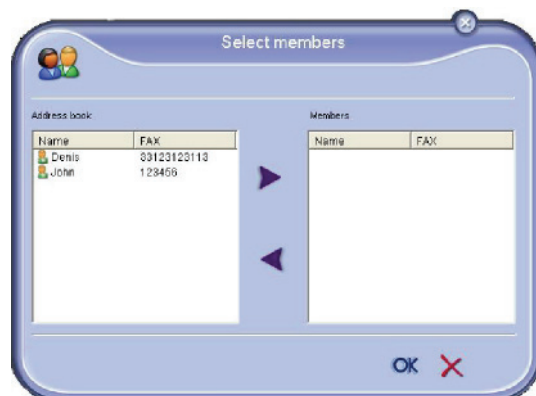 Select members
Address book
Members
Name FAX
Denis 33123123113
John 123456
Name FAX
OK